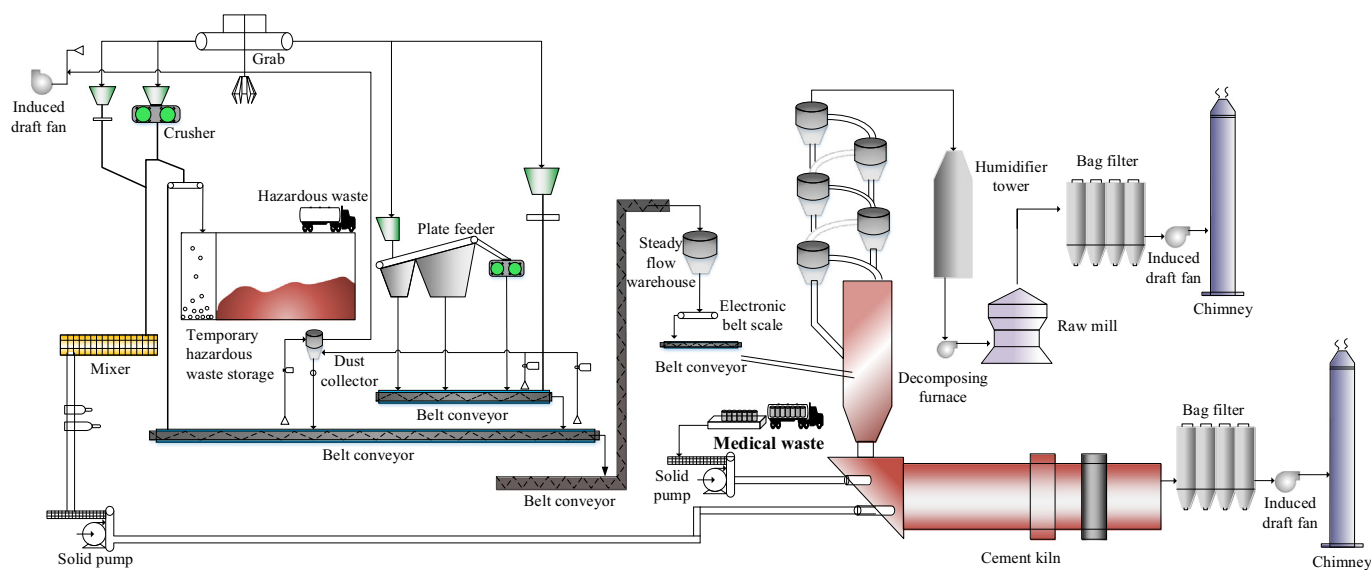 Grab
Induced
draft fan
Crusher
Hazardous waste
Plate feeder
Temporary
hazardous
waste storage
Mixer
Dust
collector
Belt conveyor
Belt conveyor
Belt conveyor
Solid pump
Steady
flow
warehouse
Electronic
belt scale
Belt conveyor
Medical waste
Solid
pump
Humidifier
tower
Decomposing
furnace
Raw mill
Bag filter
Induced
draft fan
Chimney
Bag filter
Induced
draft fan
Chimney
Cement kiln